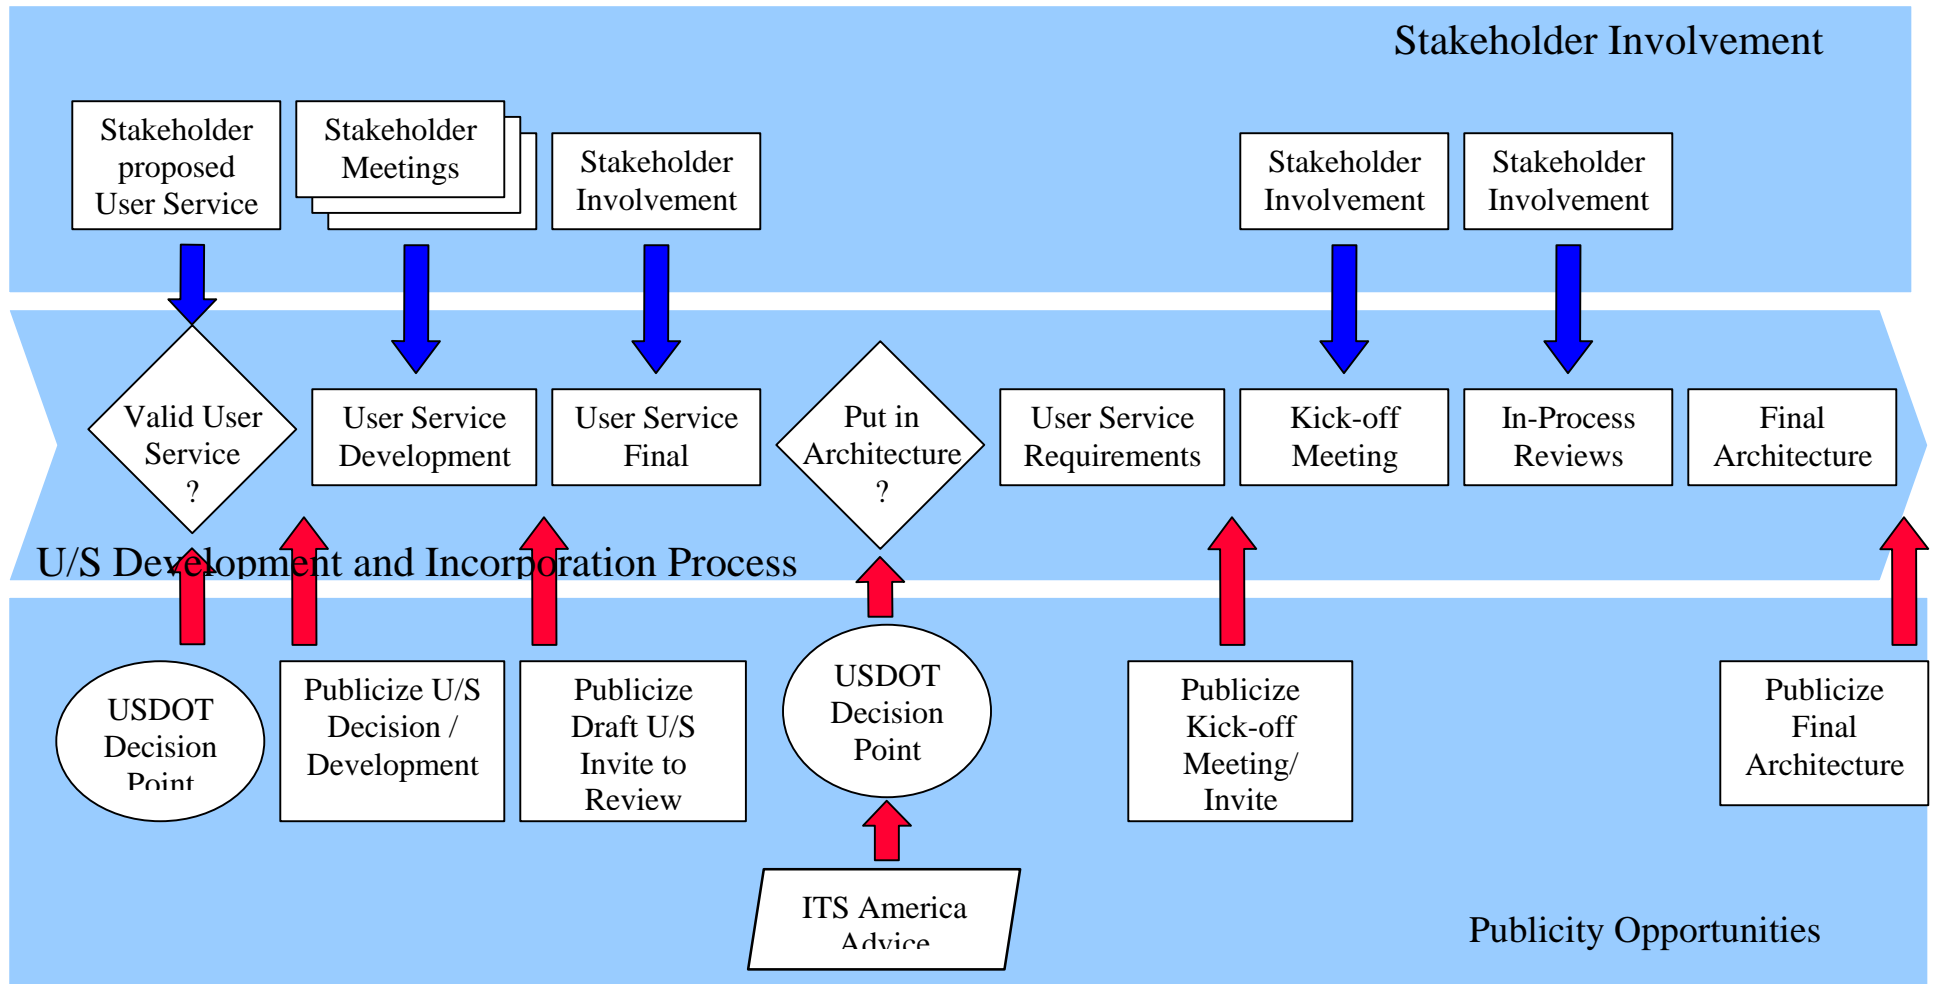 Stakeholder Involvement
Stakeholder
proposed
User Service
Stakeholder
Meetings
Stakeholder
Involvement
Stakeholder
Involvement
Stakeholder
Involvement
Valid User
Service
?
User Service
Development
User Service
Final
Put in
Architecture
?
User Service
Requirements
Kick-off
Meeting
In-Process
Reviews
Final
Architecture
U/S Development and Incorporation Process
USDOT
Decision
Point
Publicize U/S
Decision /
Development
Publicize
Draft U/S
Invite to
Review
USDOT
Decision
Point
Publicize
Kick-off
Meeting/
Invite
Publicize
Final
Architecture
ITS America
Advice
Publicity Opportunities